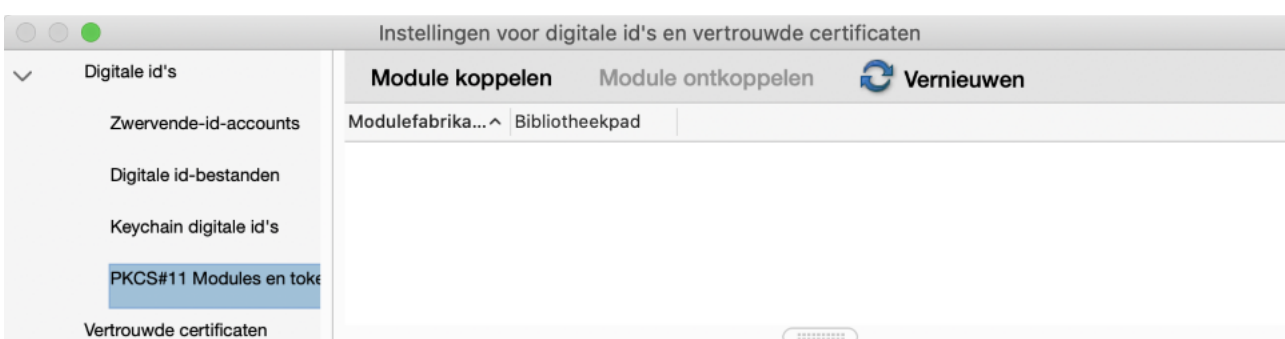 Instellingen voor digitale id's en vertrouwde certificaten
Digitale id's
Module koppelen Module ontkoppelen Vernieuwen
Zwervende-id-accounts
Modulefabrika... Bibliotheekpad
Digitale id-bestanden
Keychain digitale id's
PKCS#11 Modules en toke
Vertrouwde certificaten